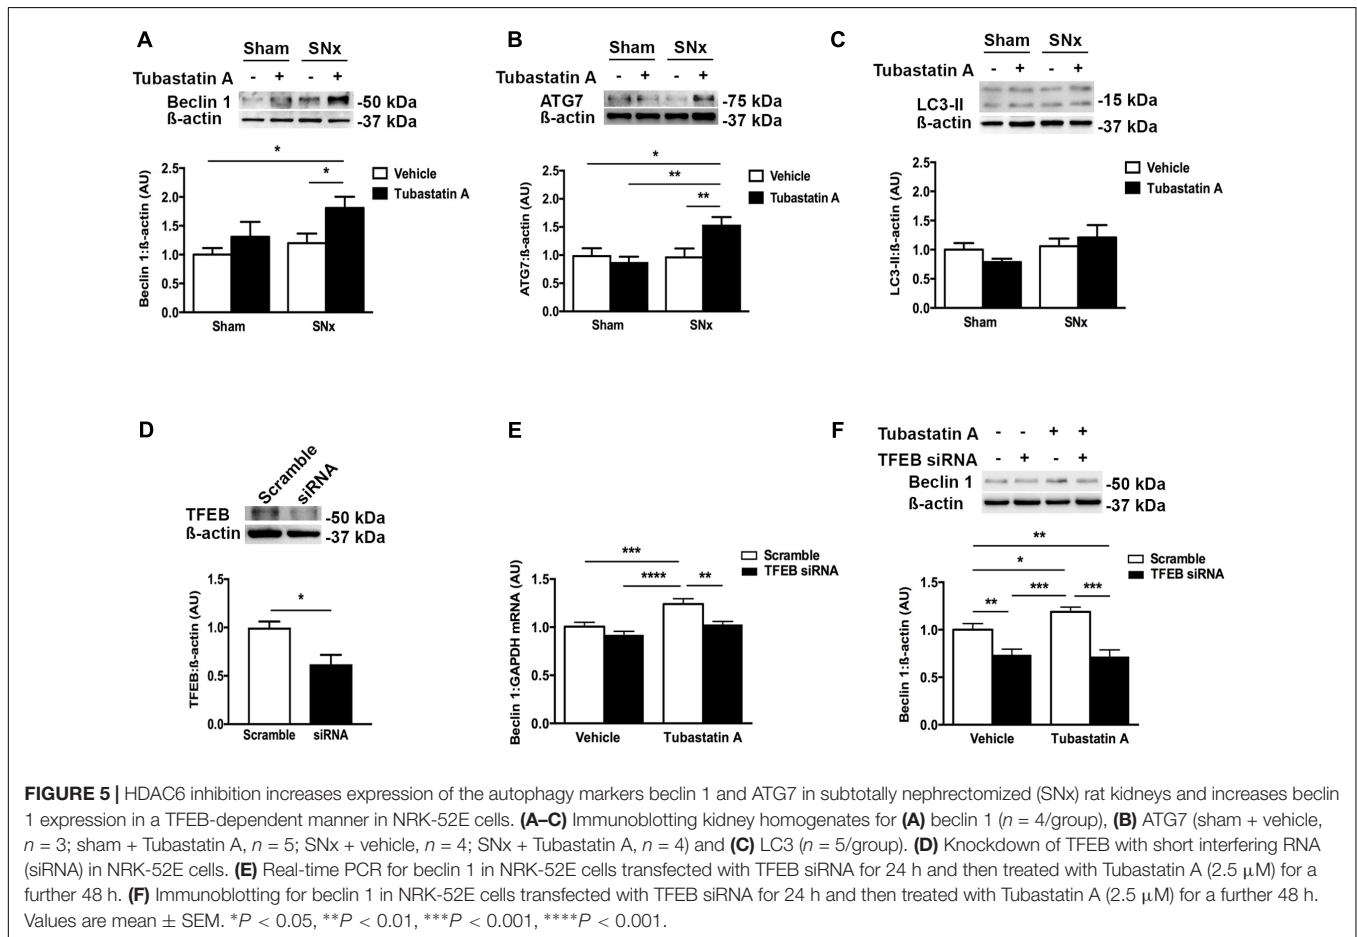 A
Sham SNx
Tubastatin A - + - +
Beclin 1 -50 kDa
ß-actin -37 kDa
* *
Beclin 1:ß-actin (AU)
2.5
2.0
1.5
1.0
0.5
0.0
Sham SNx
Vehicle
Tubastatin A
B
Sham SNx
Tubastatin A - + - +
ATG7 -75 kDa
ß-actin -37 kDa
* ** **
ATG7:ß-actin (AU)
2.5
2.0
1.5
1.0
0.5
0.0
Sham SNx
Vehicle
Tubastatin A
C
Sham SNx
Tubastatin A - + - +
LC3-II -15 kDa
ß-actin -37 kDa
LC3-II:ß-actin (AU)
2.5
2.0
1.5
1.0
0.5
0.0
Sham SNx
Vehicle
Tubastatin A
D
Scramble siRNA
TFEB -50 kDa
ß-actin -37 kDa
*
TFEB:ß-actin (AU)
1.5
1.0
0.5
0.0
Scramble siRNA
E
*** **** **
Beclin 1:GAPDH mRNA (AU)
1.5
1.0
0.5
0.0
Vehicle Tubastatin A
Scramble
TFEB siRNA
F
Tubastatin A - - + +
TFEB siRNA - + - +
Beclin 1 -50 kDa
ß-actin -37 kDa
**
*
** *** ***
Beclin 1:ß-actin (AU)
1.5
1.0
0.5
0.0
Vehicle Tubastatin A
Scramble
TFEB siRNA
FIGURE 5 | HDAC6 inhibition increases expression of the autophagy markers beclin 1 and ATG7 in subtotally nephrectomized (SNx) rat kidneys and increases beclin
1 expression in a TFEB-dependent manner in NRK-52E cells. (A–C) Immunoblotting kidney homogenates for (A) beclin 1 (n = 4/group), (B) ATG7 (sham + vehicle,
n = 3; sham + Tubastatin A, n = 5; SNx + vehicle, n = 4; SNx + Tubastatin A, n = 4) and (C) LC3 (n = 5/group). (D) Knockdown of TFEB with short interfering RNA
(siRNA) in NRK-52E cells. (E) Real-time PCR for beclin 1 in NRK-52E cells transfected with TFEB siRNA for 24 h and then treated with Tubastatin A (2.5 µM) for a
further 48 h. (F) Immunoblotting for beclin 1 in NRK-52E cells transfected with TFEB siRNA for 24 h and then treated with Tubastatin A (2.5 µM) for a further 48 h.
Values are mean ± SEM. *P < 0.05, **P < 0.01, ***P < 0.001, ****P < 0.001.